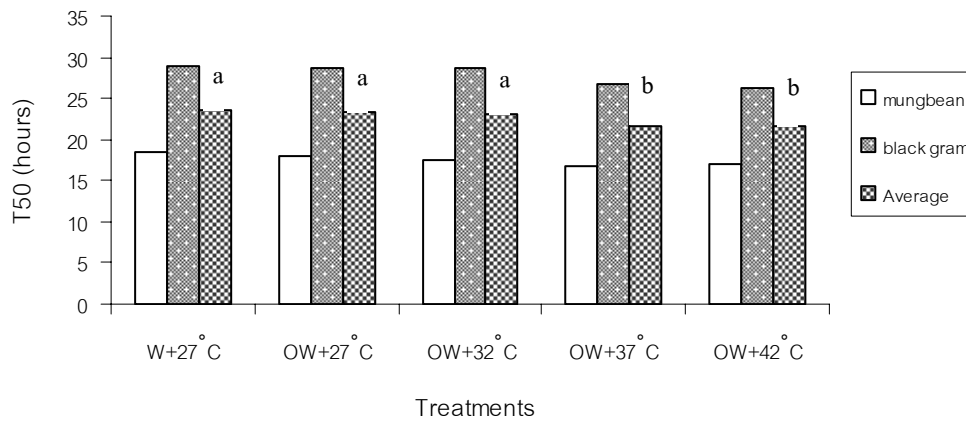 35
30
25
20
15
10
5
0
T50 (hours)
a
a
a
b
b
mungbean
black gram
Average
W+27°C
OW+27°C
OW+32°C
OW+37°C
OW+42°C
Treatments